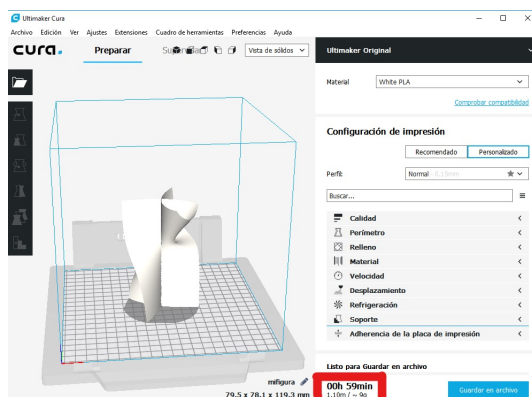 Ultimaker Cura
Archivo Edición Ver Ajustes Extensiones Cuadro de herramientas Preferencias Ayuda
cura.
Preparar
Vista de sólidos
Ultimaker Original
Material
White PLA
Comprobar compatibilidad
Configuración de impresión
Recomendado
Personalizado
Perfil:
Normal 0.15mm
Buscar...
Calidad
Perímetro
Relleno
Material
Velocidad
Desplazamiento
Refrigeración
Soporte
Adherencia de la placa de impresión
Listo para Guardar en archivo
mifigura
79.5 x 78.1 x 119.3 mm
00h 59min
1.10m / ~ 9g
Guardar en archivo